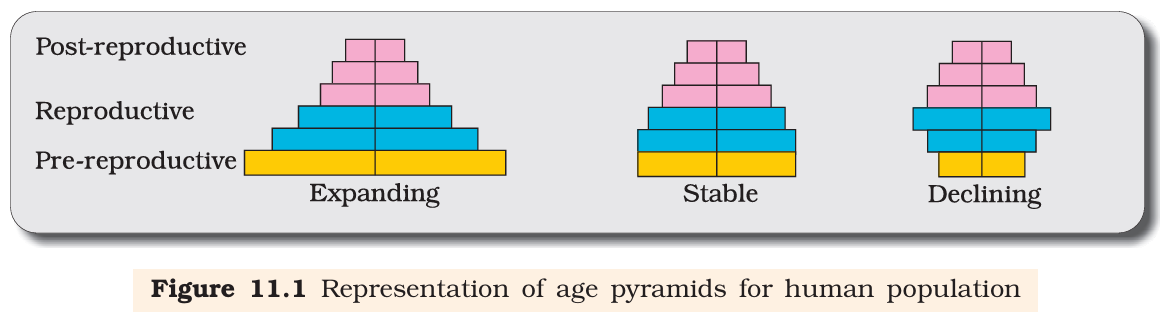 Post-reproductive
Reproductive
Pre-reproductive
Expanding
Stable
Declining
Figure 11.1 Representation of age pyramids for human population